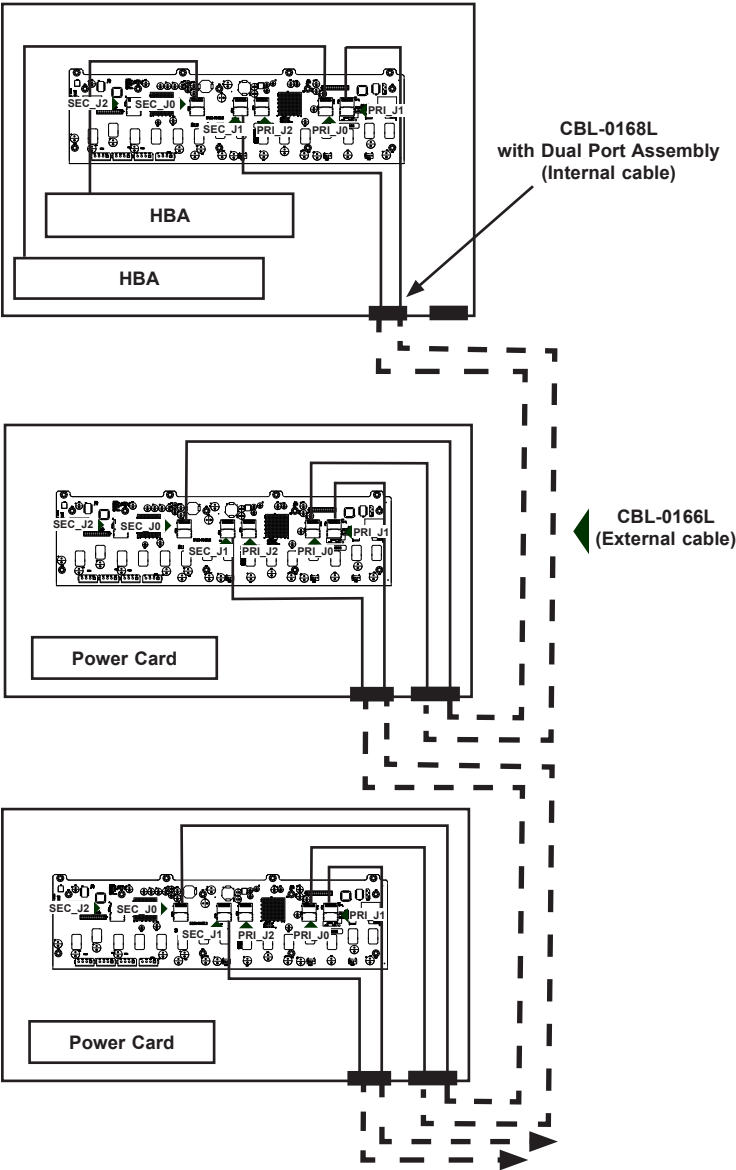 SEC_J2
SEC_J0
PRI_J1
SEC_J1
PRI_J2
PRI_J0
CBL-0168L
with Dual Port Assembly
(Internal cable)
HBA
HBA
SEC_J2
SEC_J0
PRI_J1
SEC_J1
PRI_J2
PRI_J0
CBL-0166L
(External cable)
Power Card
SEC_J2
SEC_J0
PRI_J1
SEC_J1
PRI_J2
PRI_J0
Power Card